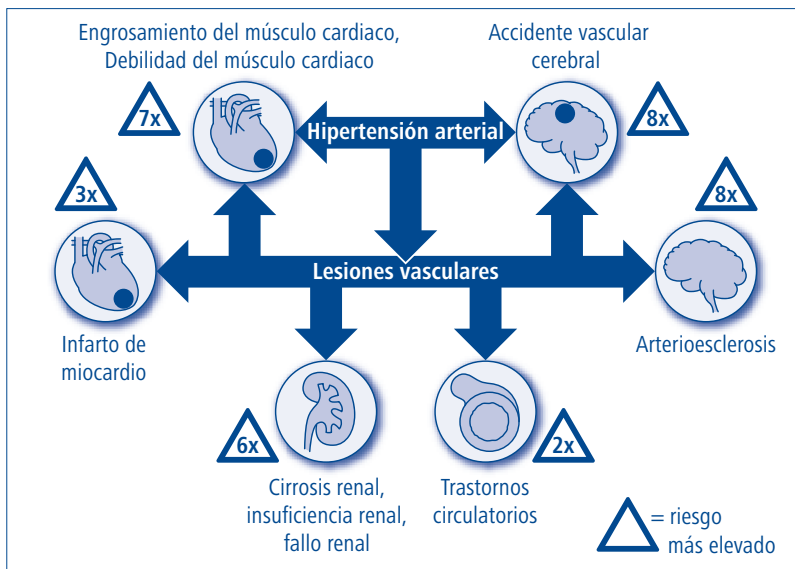 Engrosamiento del músculo cardiaco,
Debilidad del músculo cardiaco
Accidente vascular
cerebral
7x
Hipertensión arterial
8x
3x
8x
Lesiones vasculares
Infarto de
miocardio
Arterioesclerosis
6x
2x
Cirrosis renal,
insuficiencia renal,
fallo renal
Trastornos
circulatorios
= riesgo
más elevado